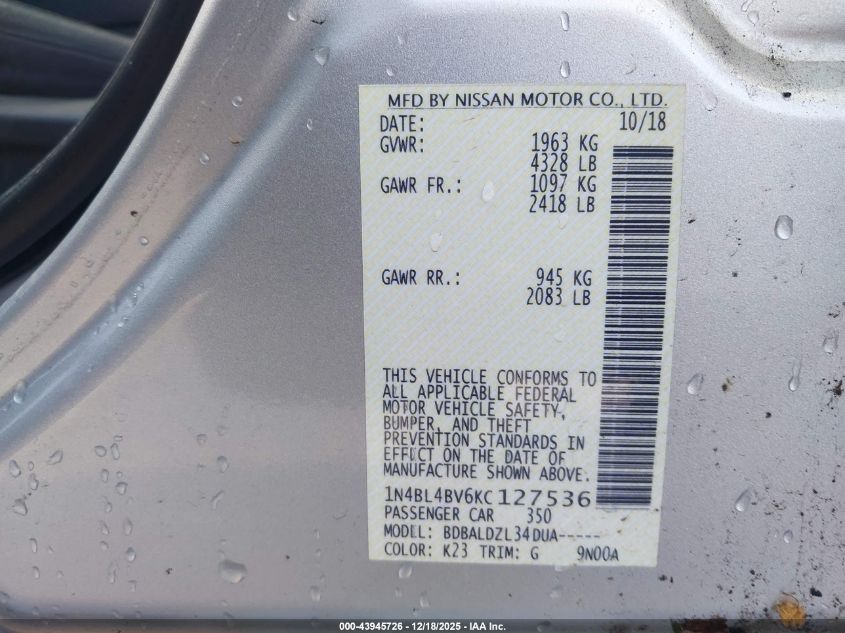 MFD BY NISSAN MOTOR CO., LTD.
DATE: 10/18
GVWR: 1963 KG
4328 LB
GAWR FR.: 1097 KG
2418 LB
GAWR RR.: 945 KG
2083 LB
THIS VEHICLE CONFORMS TO
ALL APPLICABLE FEDERAL
MOTOR VEHICLE SAFETY,
BUMPER, AND THEFT
PREVENTION STANDARDS IN
EFFECT ON THE DATE OF
MANUFACTURE SHOWN ABOVE.
1N4BL4BV6KC127536
PASSENGER CAR 350
MODEL: BDBALDZL34DUA-----
COLOR: K23 TRIM: G 9N00A
000-43945726 - 12/18/2025 - IAA Inc.